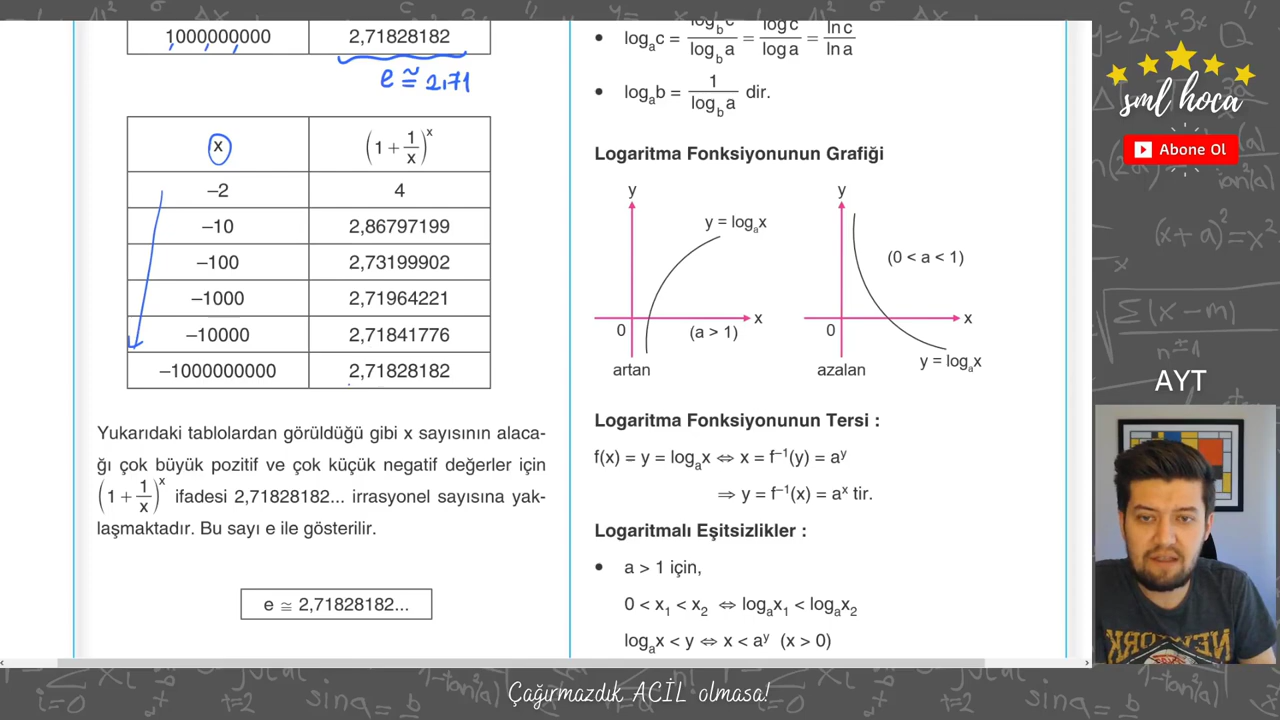 1000000000 2,71828182
e ≅ 2,71
x (1 + 1/x)^x
–2 4
–10 2,86797199
–100 2,73199902
–1000 2,71964221
–10000 2,71841776
–1000000000 2,71828182
Yukarıdaki tablolardan görüldüğü gibi x sayısının alaca-
ğı çok büyük pozitif ve çok küçük negatif değerler için
(1 + 1/x)^x ifadesi 2,71828182... irrasyonel sayısına yak-
laşmaktadır. Bu sayı e ile gösterilir.
e ≅ 2,71828182...
• log_a c = log_b c / log_b a = log c / log a = ln c / ln a
• log_a b = 1 / log_b a dir.
Logaritma Fonksiyonunun Grafiği
y
y = log_a x
0
x
(a > 1)
artan
y
(0 < a < 1)
0
x
y = log_a x
azalan
Logaritma Fonksiyonunun Tersi :
f(x) = y = log_a x ⇔ x = f⁻¹(y) = a^y
⇒ y = f⁻¹(x) = a^x tir.
Logaritmalı Eşitsizlikler :
• a > 1 için,
0 < x₁ < x₂ ⇔ log_a x₁ < log_a x₂
log_a x < y ⇔ x < a^y (x > 0)
sml hoca
Abone Ol
AYT
Çağırmazdık ACİL olmasa!